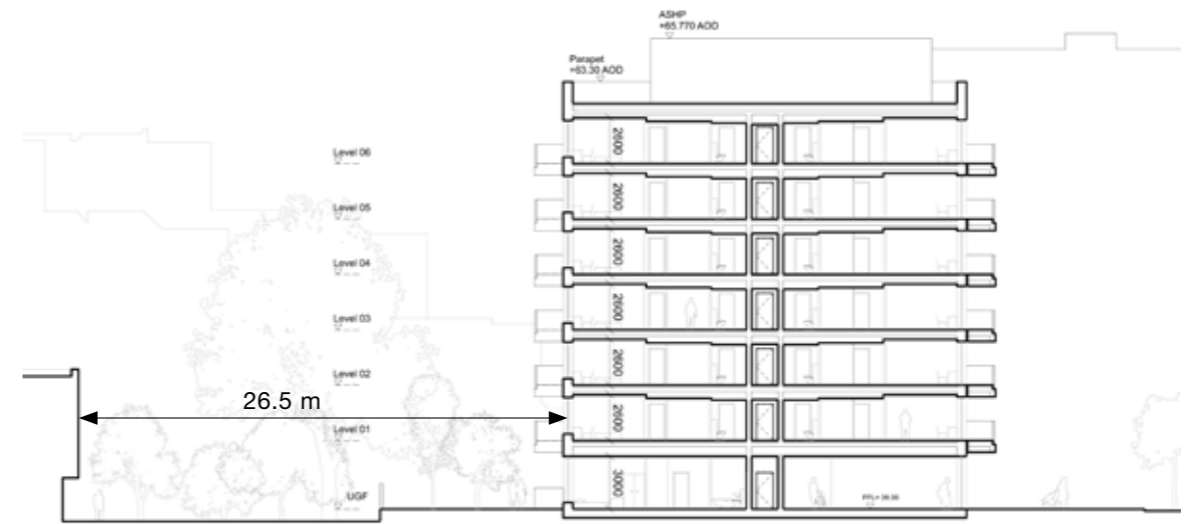 ASHP
+65.770 AOD
Parapet
+63.30 AOD
2600
Level 06
2600
Level 05
2600
Level 04
2600
Level 03
2600
Level 02
26.5 m
2600
Level 01
3000
UGF